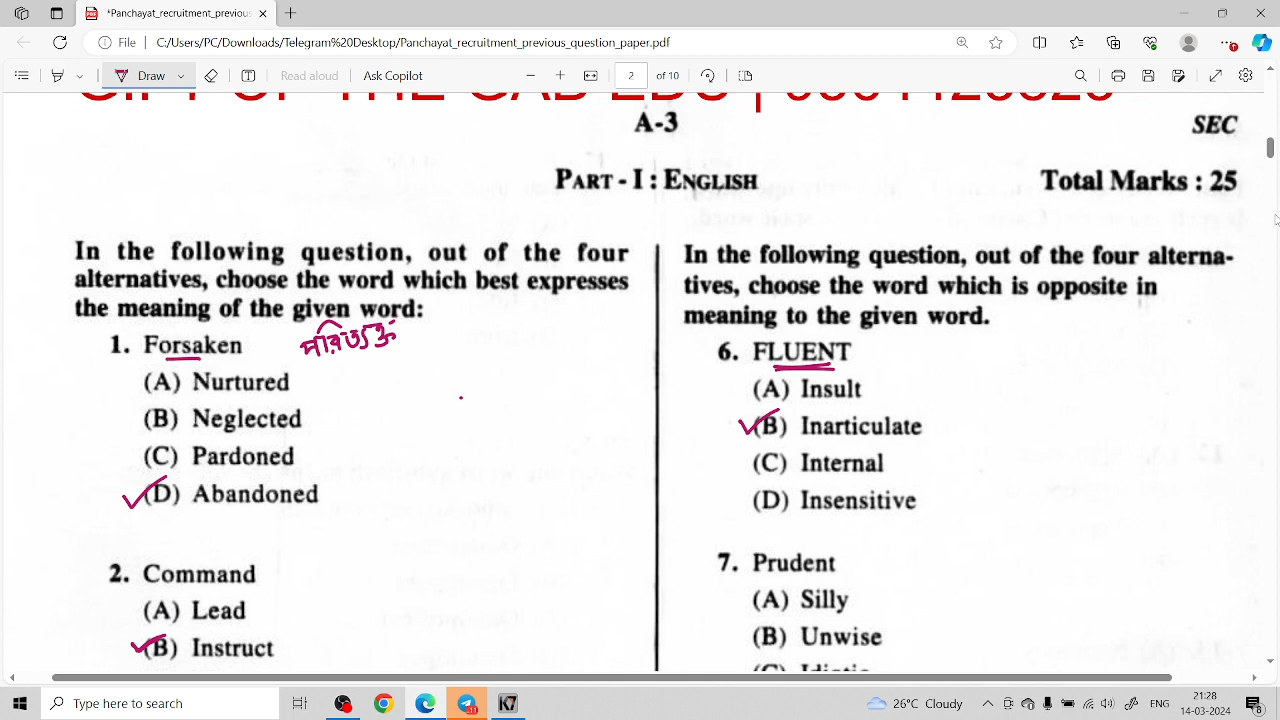 *Panchayat_recruitment_previous
File
C:/Users/PC/Downloads/Telegram%20Desktop/Panchayat_recruitment_previous_question_paper.pdf
Draw
Read aloud
Ask Copilot
2
of 10
A-3
SEC
PART - I : ENGLISH
Total Marks : 25
In the following question, out of the four
alternatives, choose the word which best expresses
the meaning of the given word:
1. Forsaken
পরিত্যক্ত
(A) Nurtured
(B) Neglected
(C) Pardoned
(D) Abandoned
2. Command
(A) Lead
(B) Instruct
In the following question, out of the four alterna-
tives, choose the word which is opposite in
meaning to the given word.
6. FLUENT
(A) Insult
(B) Inarticulate
(C) Internal
(D) Insensitive
7. Prudent
(A) Silly
(B) Unwise
Type here to search
Cloudy
ENG
21:28
14-08-2024